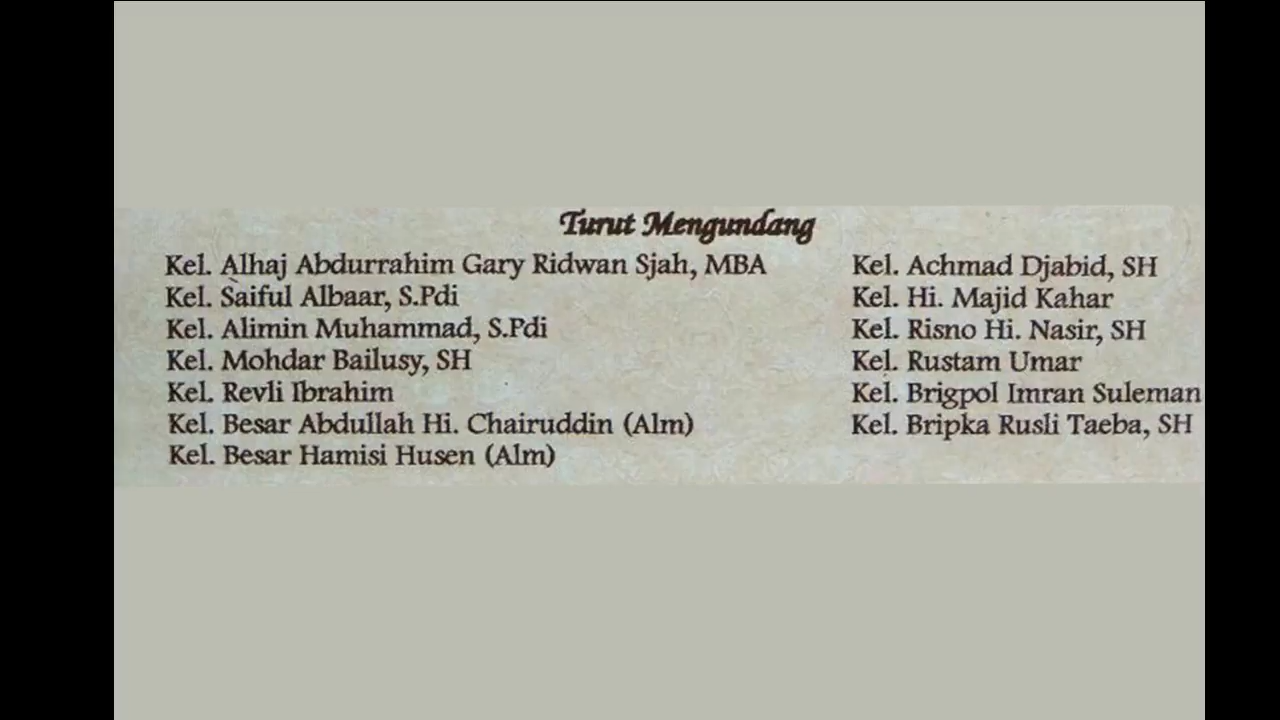 Turut Mengundang
Kel. Alhaj Abdurrahim Gary Ridwan Sjah, MBA
Kel. Saiful Albaar, S.Pdi
Kel. Alimin Muhammad, S.Pdi
Kel. Mohdar Bailusy, SH
Kel. Revli Ibrahim
Kel. Besar Abdullah Hi. Chairuddin (Alm)
Kel. Besar Hamisi Husen (Alm)
Kel. Achmad Djabid, SH
Kel. Hi. Majid Kahar
Kel. Risno Hi. Nasir, SH
Kel. Rustam Umar
Kel. Brigpol Imran Suleman
Kel. Bripka Rusli Taeba, SH